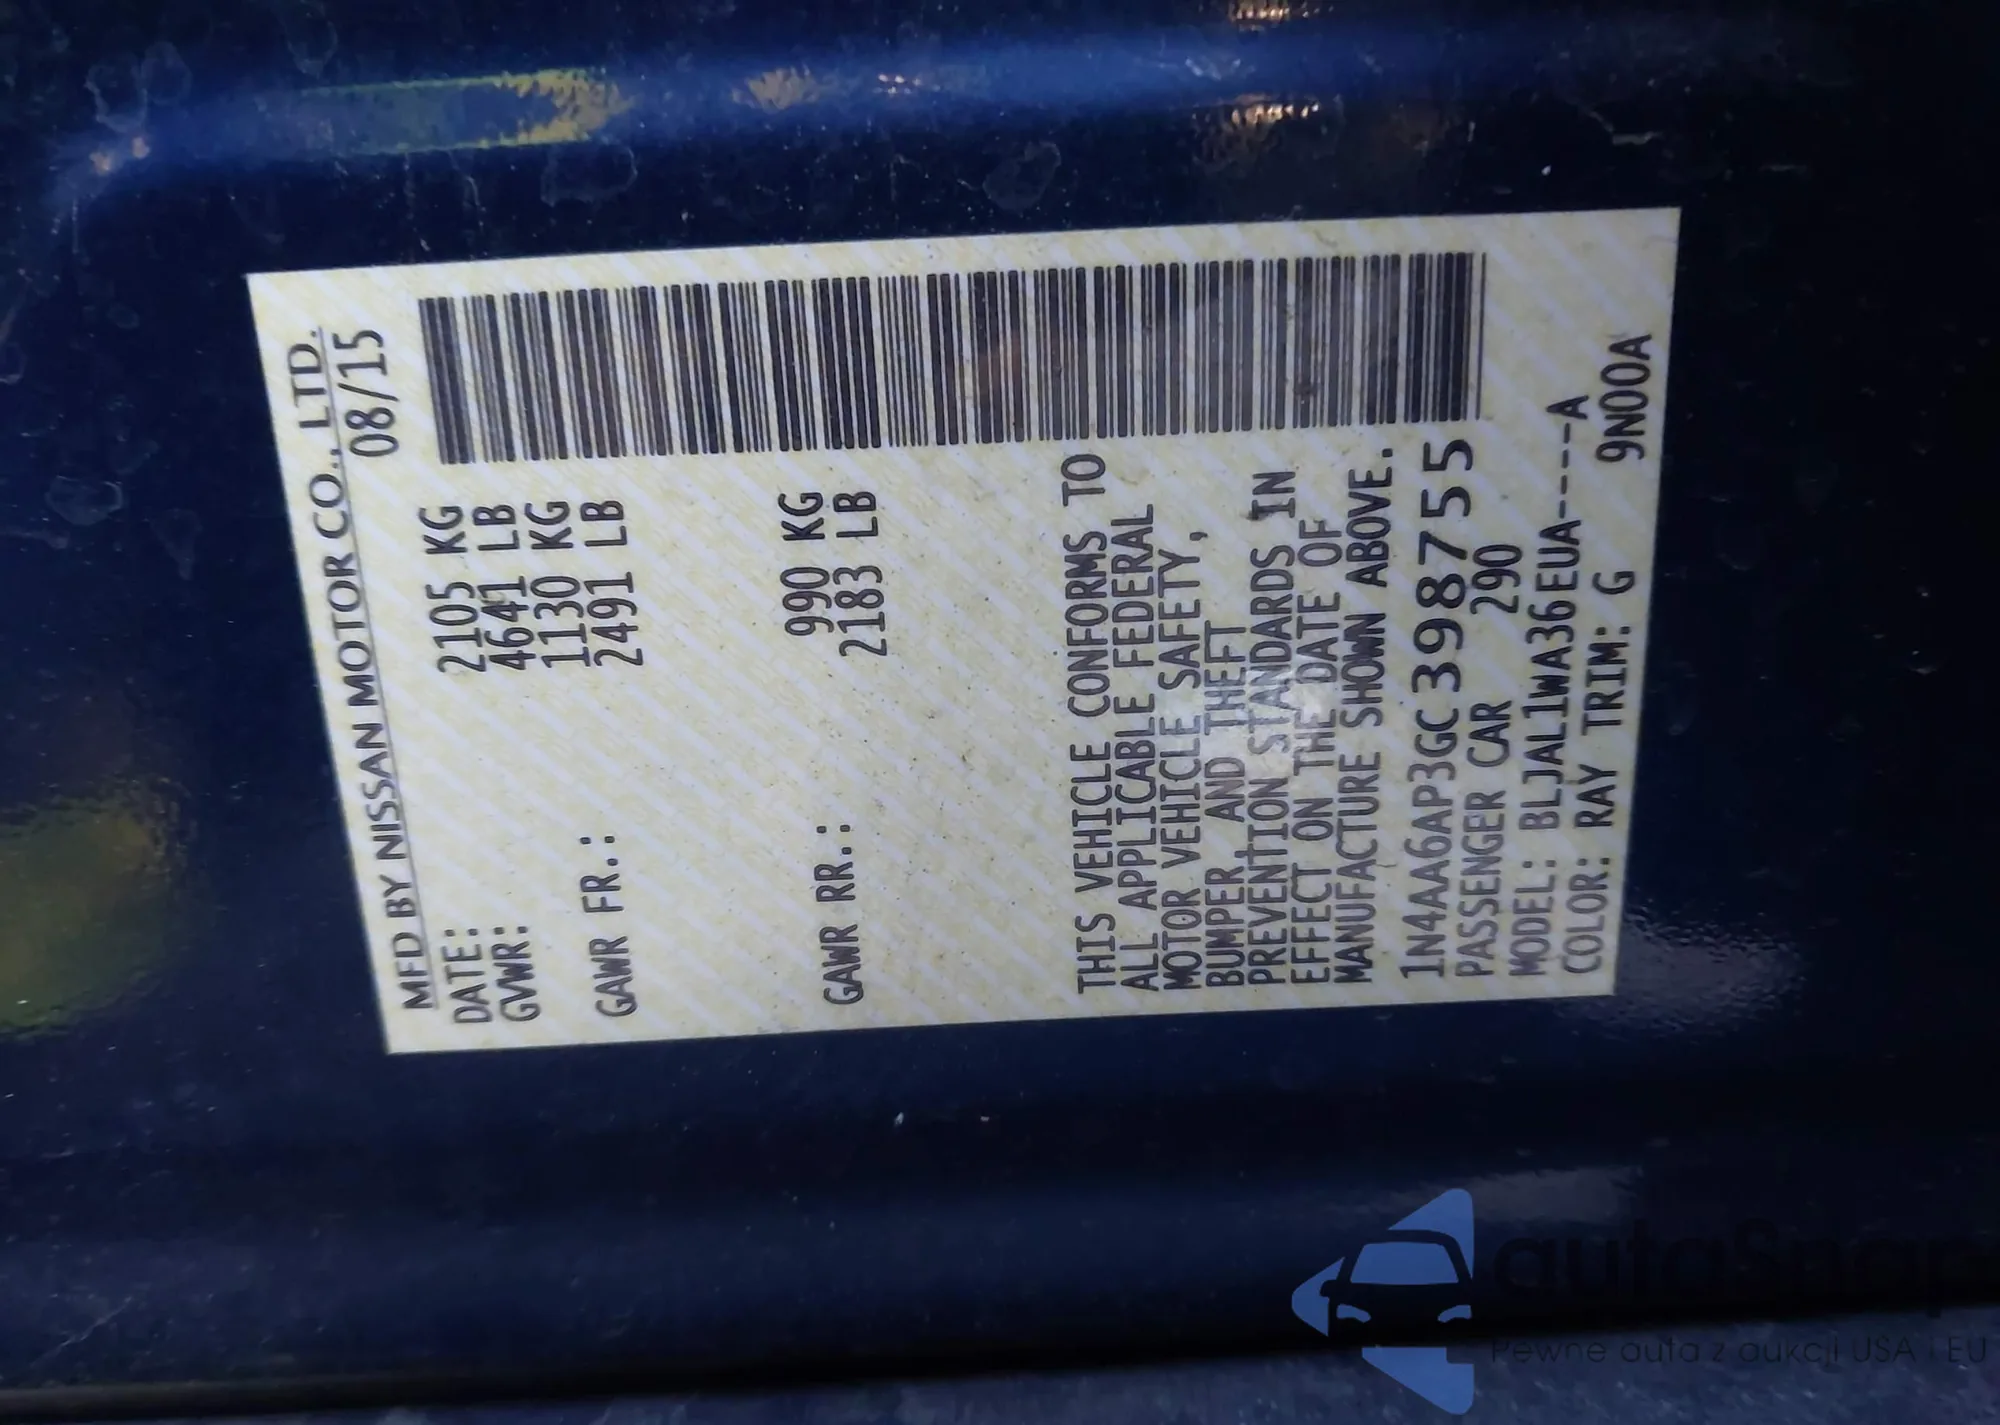 MFD BY NISSAN MOTOR CO., LTD.
DATE: 08/15
GVWR: 2105 KG
4641 LB
GAWR FR.: 1130 KG
2491 LB
GAWR RR.: 990 KG
2183 LB
THIS VEHICLE CONFORMS TO
ALL APPLICABLE FEDERAL
MOTOR VEHICLE SAFETY,
BUMPER, AND THEFT
PREVENTION STANDARDS IN
EFFECT ON THE DATE OF
MANUFACTURE SHOWN ABOVE.
1N4AA6AP3GC398755
PASSENGER CAR 290
MODEL: BLJAL1WA36EUA-----A
COLOR: RAY TRIM: G 9N00A
Pewne auta z aukcji USA i EU